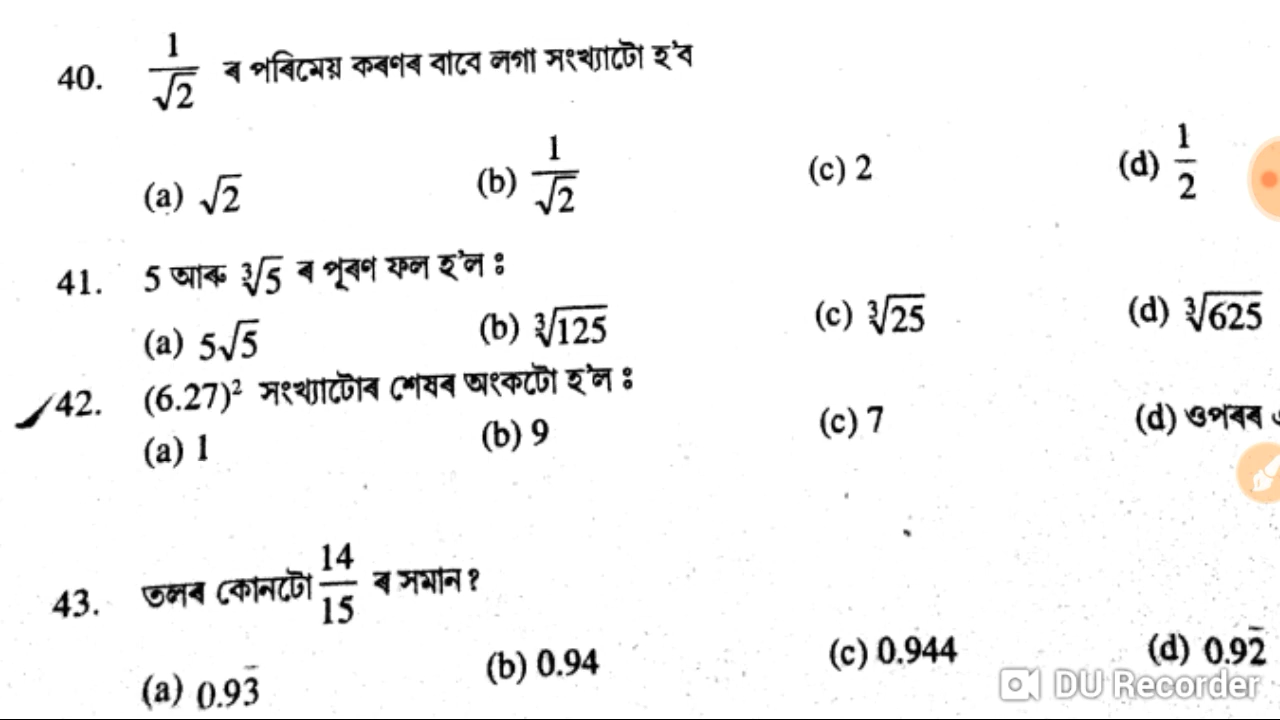 40. 1/√2 ৰ পৰিমেয় কৰণৰ বাবে লগা সংখ্যাটো হ'ব
(a) √2 (b) 1/√2 (c) 2 (d) 1/2
41. 5 আৰু ∛5 ৰ পূৰণ ফল হ'ল ঃ
(a) 5√5 (b) ∛125 (c) ∛25 (d) ∛625
42. (6.27)² সংখ্যাটোৰ শেষৰ অংকটো হ'ল ঃ
(a) 1 (b) 9 (c) 7 (d) ওপৰৰ
43. তলৰ কোনটো 14/15 ৰ সমান?
(a) 0.93̄ (b) 0.94 (c) 0.944 (d) 0.92̄
DU Recorder